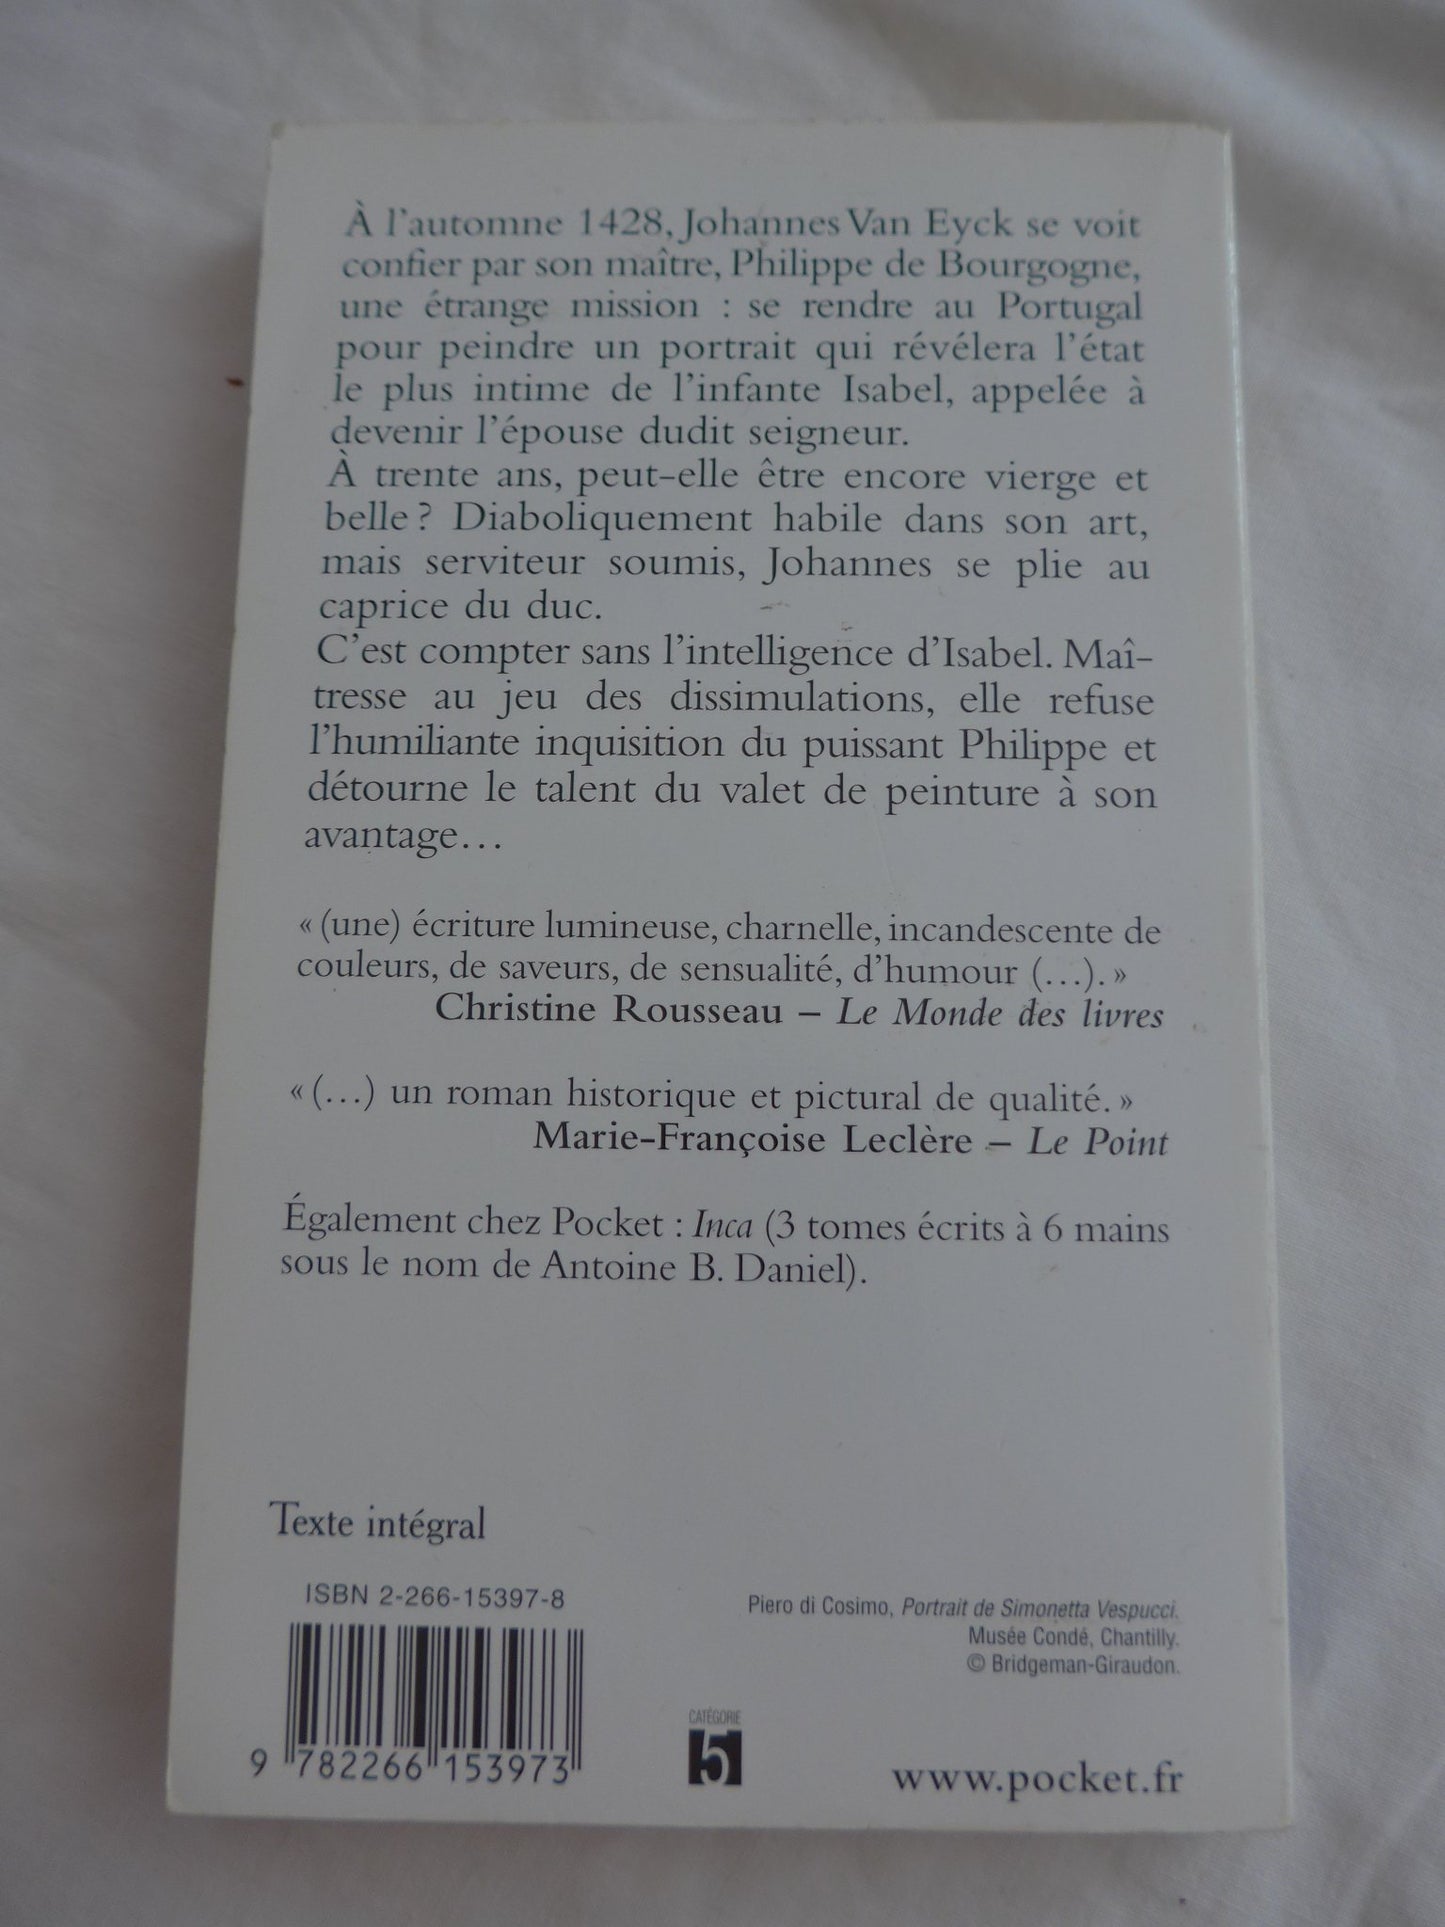 À l'automne 1428, Johannes Van Eyck se voit
confier par son maître, Philippe de Bourgogne,
une étrange mission : se rendre au Portugal
pour peindre un portrait qui révélera l'état
le plus intime de l'infante Isabel, appelée à
devenir l'épouse dudit seigneur.
À trente ans, peut-elle être encore vierge et
belle ? Diaboliquement habile dans son art,
mais serviteur soumis, Johannes se plie au
caprice du duc.
C'est compter sans l'intelligence d'Isabel. Maî-
tresse au jeu des dissimulations, elle refuse
l'humiliante inquisition du puissant Philippe et
détourne le talent du valet de peinture à son
avantage…
« (une) écriture lumineuse, charnelle, incandescente de
couleurs, de saveurs, de sensualité, d'humour (…). »
Christine Rousseau – Le Monde des livres
« (…) un roman historique et pictural de qualité. »
Marie-Françoise Leclère – Le Point
Également chez Pocket : Inca (3 tomes écrits à 6 mains
sous le nom de Antoine B. Daniel).
Texte intégral
ISBN 2-266-15397-8
9 782266 153973
Piero di Cosimo, Portrait de Simonetta Vespucci.
Musée Condé, Chantilly.
© Bridgeman-Giraudon.
CATÉGORIE
5
www.pocket.fr